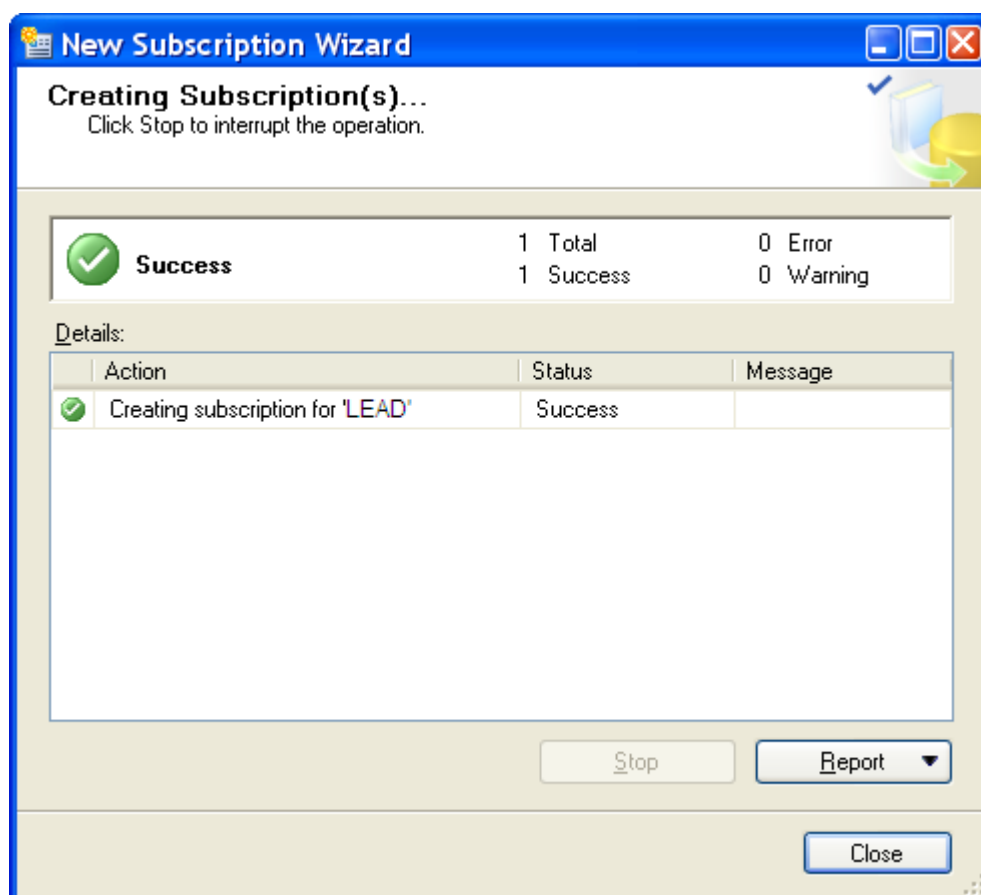 New Subscription Wizard
Creating Subscription(s)...
Click Stop to interrupt the operation.
Success 1 Total 0 Error
1 Success 0 Warning
Details:
Action Status Message
Creating subscription for 'LEAD' Success
Stop Report
Close